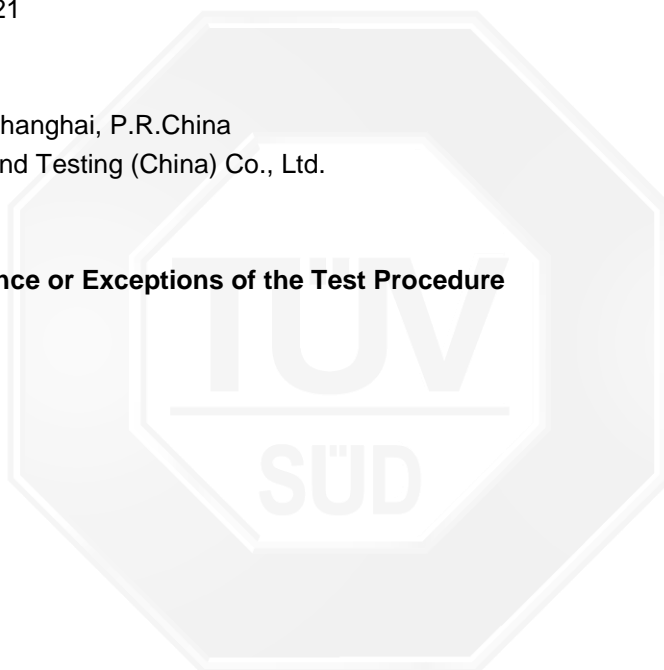 21
hanghai, P.R.China
nd Testing (China) Co., Ltd.
nce or Exceptions of the Test Procedure
TÜV
SÜD